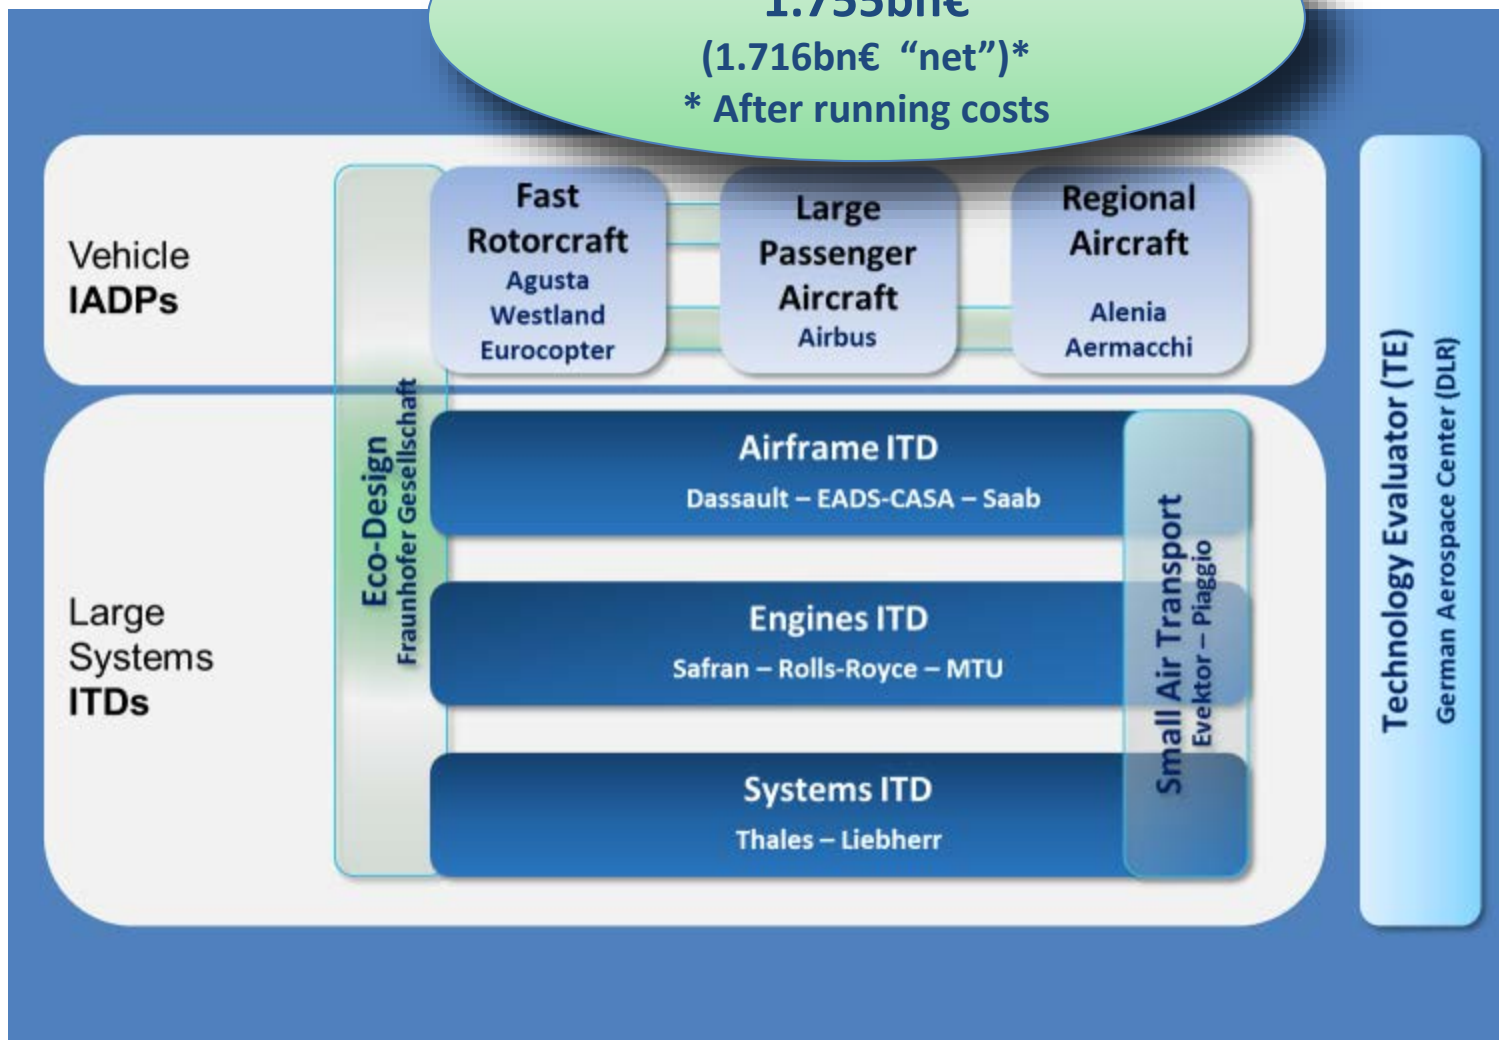 1.755bn€
(1.716bn€ “net”)*
* After running costs
Vehicle
IADPs
Fast
Rotorcraft
Agusta
Westland
Eurocopter
Large
Passenger
Aircraft
Airbus
Regional
Aircraft
Alenia
Aermacchi
Eco-Design
Fraunhofer Gesellschaft
Large
Systems
ITDs
Airframe ITD
Dassault – EADS-CASA – Saab
Engines ITD
Safran – Rolls-Royce – MTU
Systems ITD
Thales – Liebherr
Small Air Transport
Evektor – Piaggio
Technology Evaluator (TE)
German Aerospace Center (DLR)